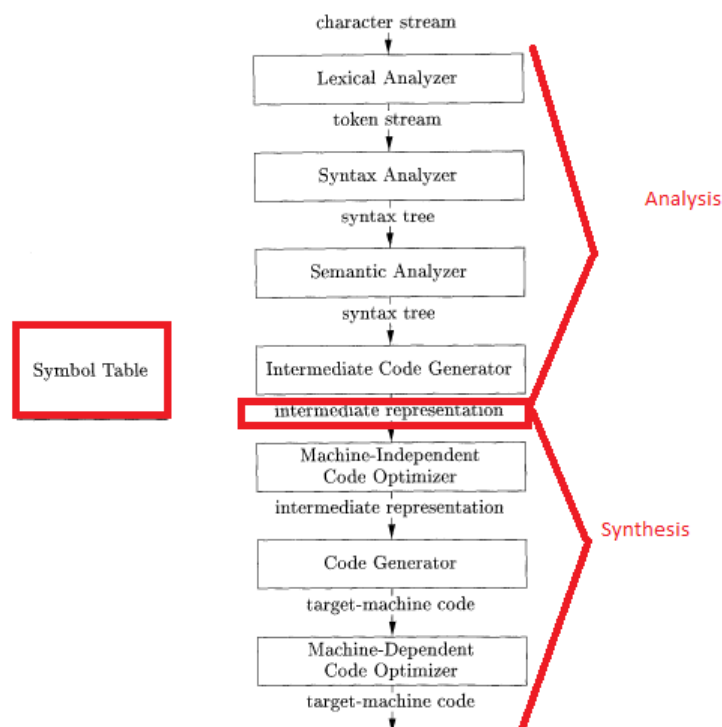 character stream
Lexical Analyzer
token stream
Syntax Analyzer
Analysis
syntax tree
Semantic Analyzer
syntax tree
Symbol Table
Intermediate Code Generator
intermediate representation
Machine-Independent
Code Optimizer
intermediate representation
Synthesis
Code Generator
target-machine code
Machine-Dependent
Code Optimizer
target-machine code